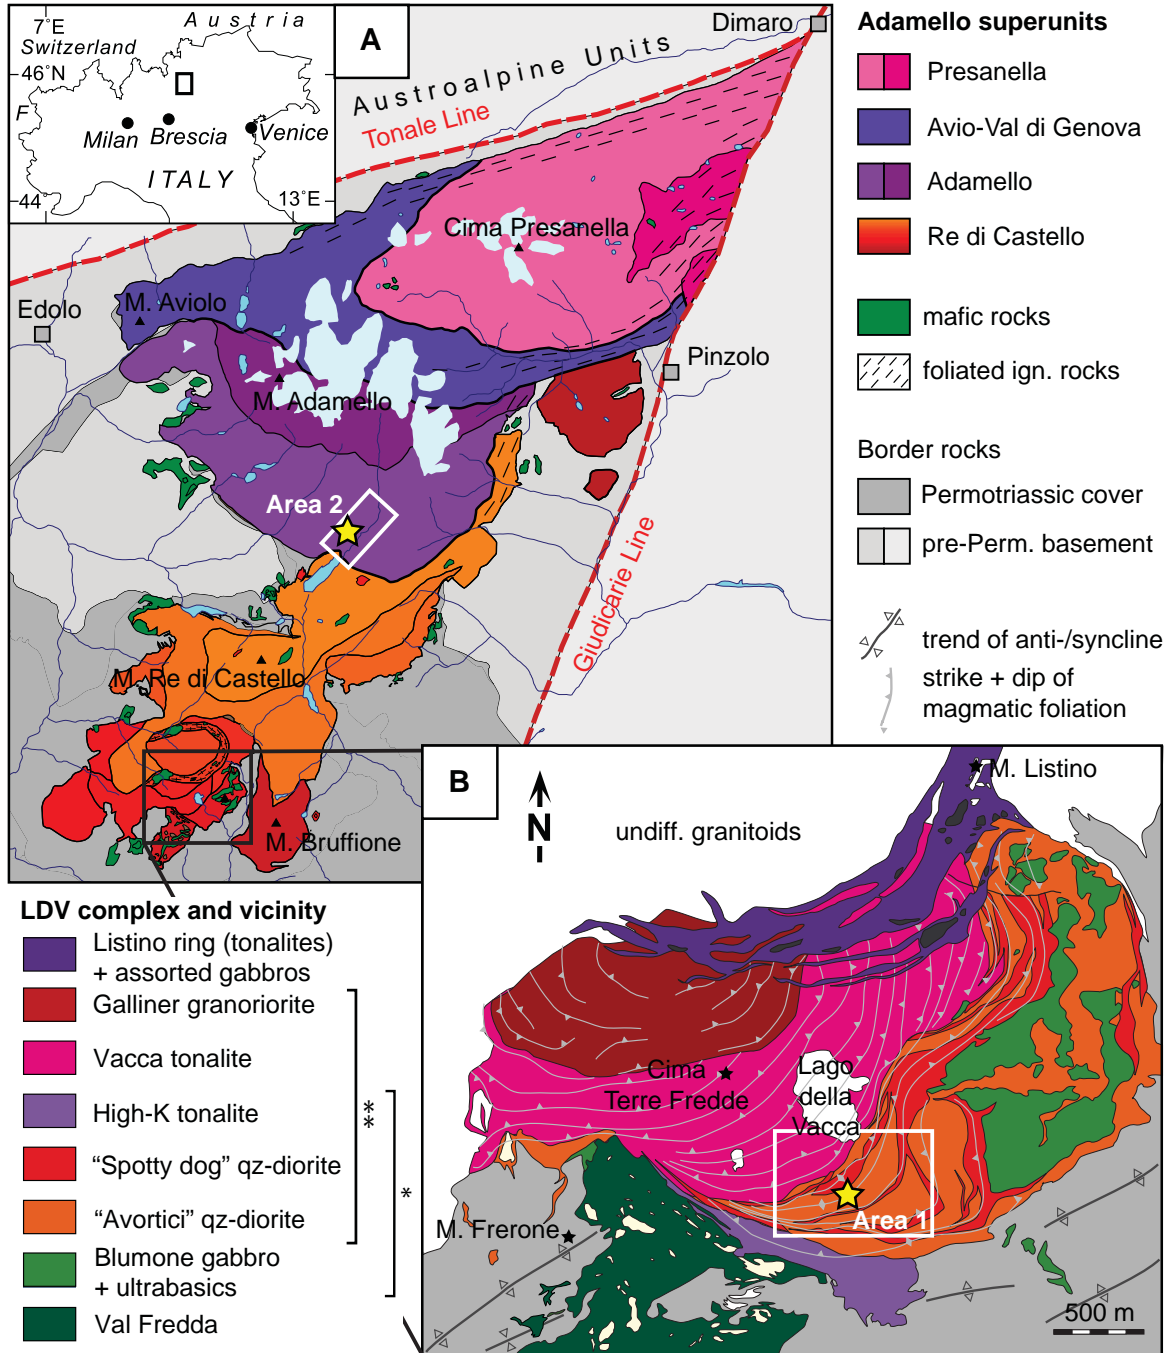 A
7°E
Austria
Switzerland
46°N
F
Milan
Brescia
Venice
ITALY
44
13°E
Dimaro
Austroalpine Units
Tonale Line
Cima Presanella
M. Aviolo
Edolo
Pinzolo
M. Adamello
Area 2
Giudicarie Line
M. Re di Castello
M. Bruffione
Adamello superunits
Presanella
Avio-Val di Genova
Adamello
Re di Castello
mafic rocks
foliated ign. rocks
Border rocks
Permotriassic cover
pre-Perm. basement
trend of anti-/syncline
strike + dip of
magmatic foliation
B
N
undiff. granitoids
M. Listino
Cima
Terre Fredde
Lago
della
Vacca
Area 1
M. Frerone
500 m
LDV complex and vicinity
Listino ring (tonalites)
+ assorted gabbros
Galliner granoriorite
Vacca tonalite
High-K tonalite
“Spotty dog” qz-diorite
“Avortici” qz-diorite
Blumone gabbro
+ ultrabasics
Val Fredda
**
*